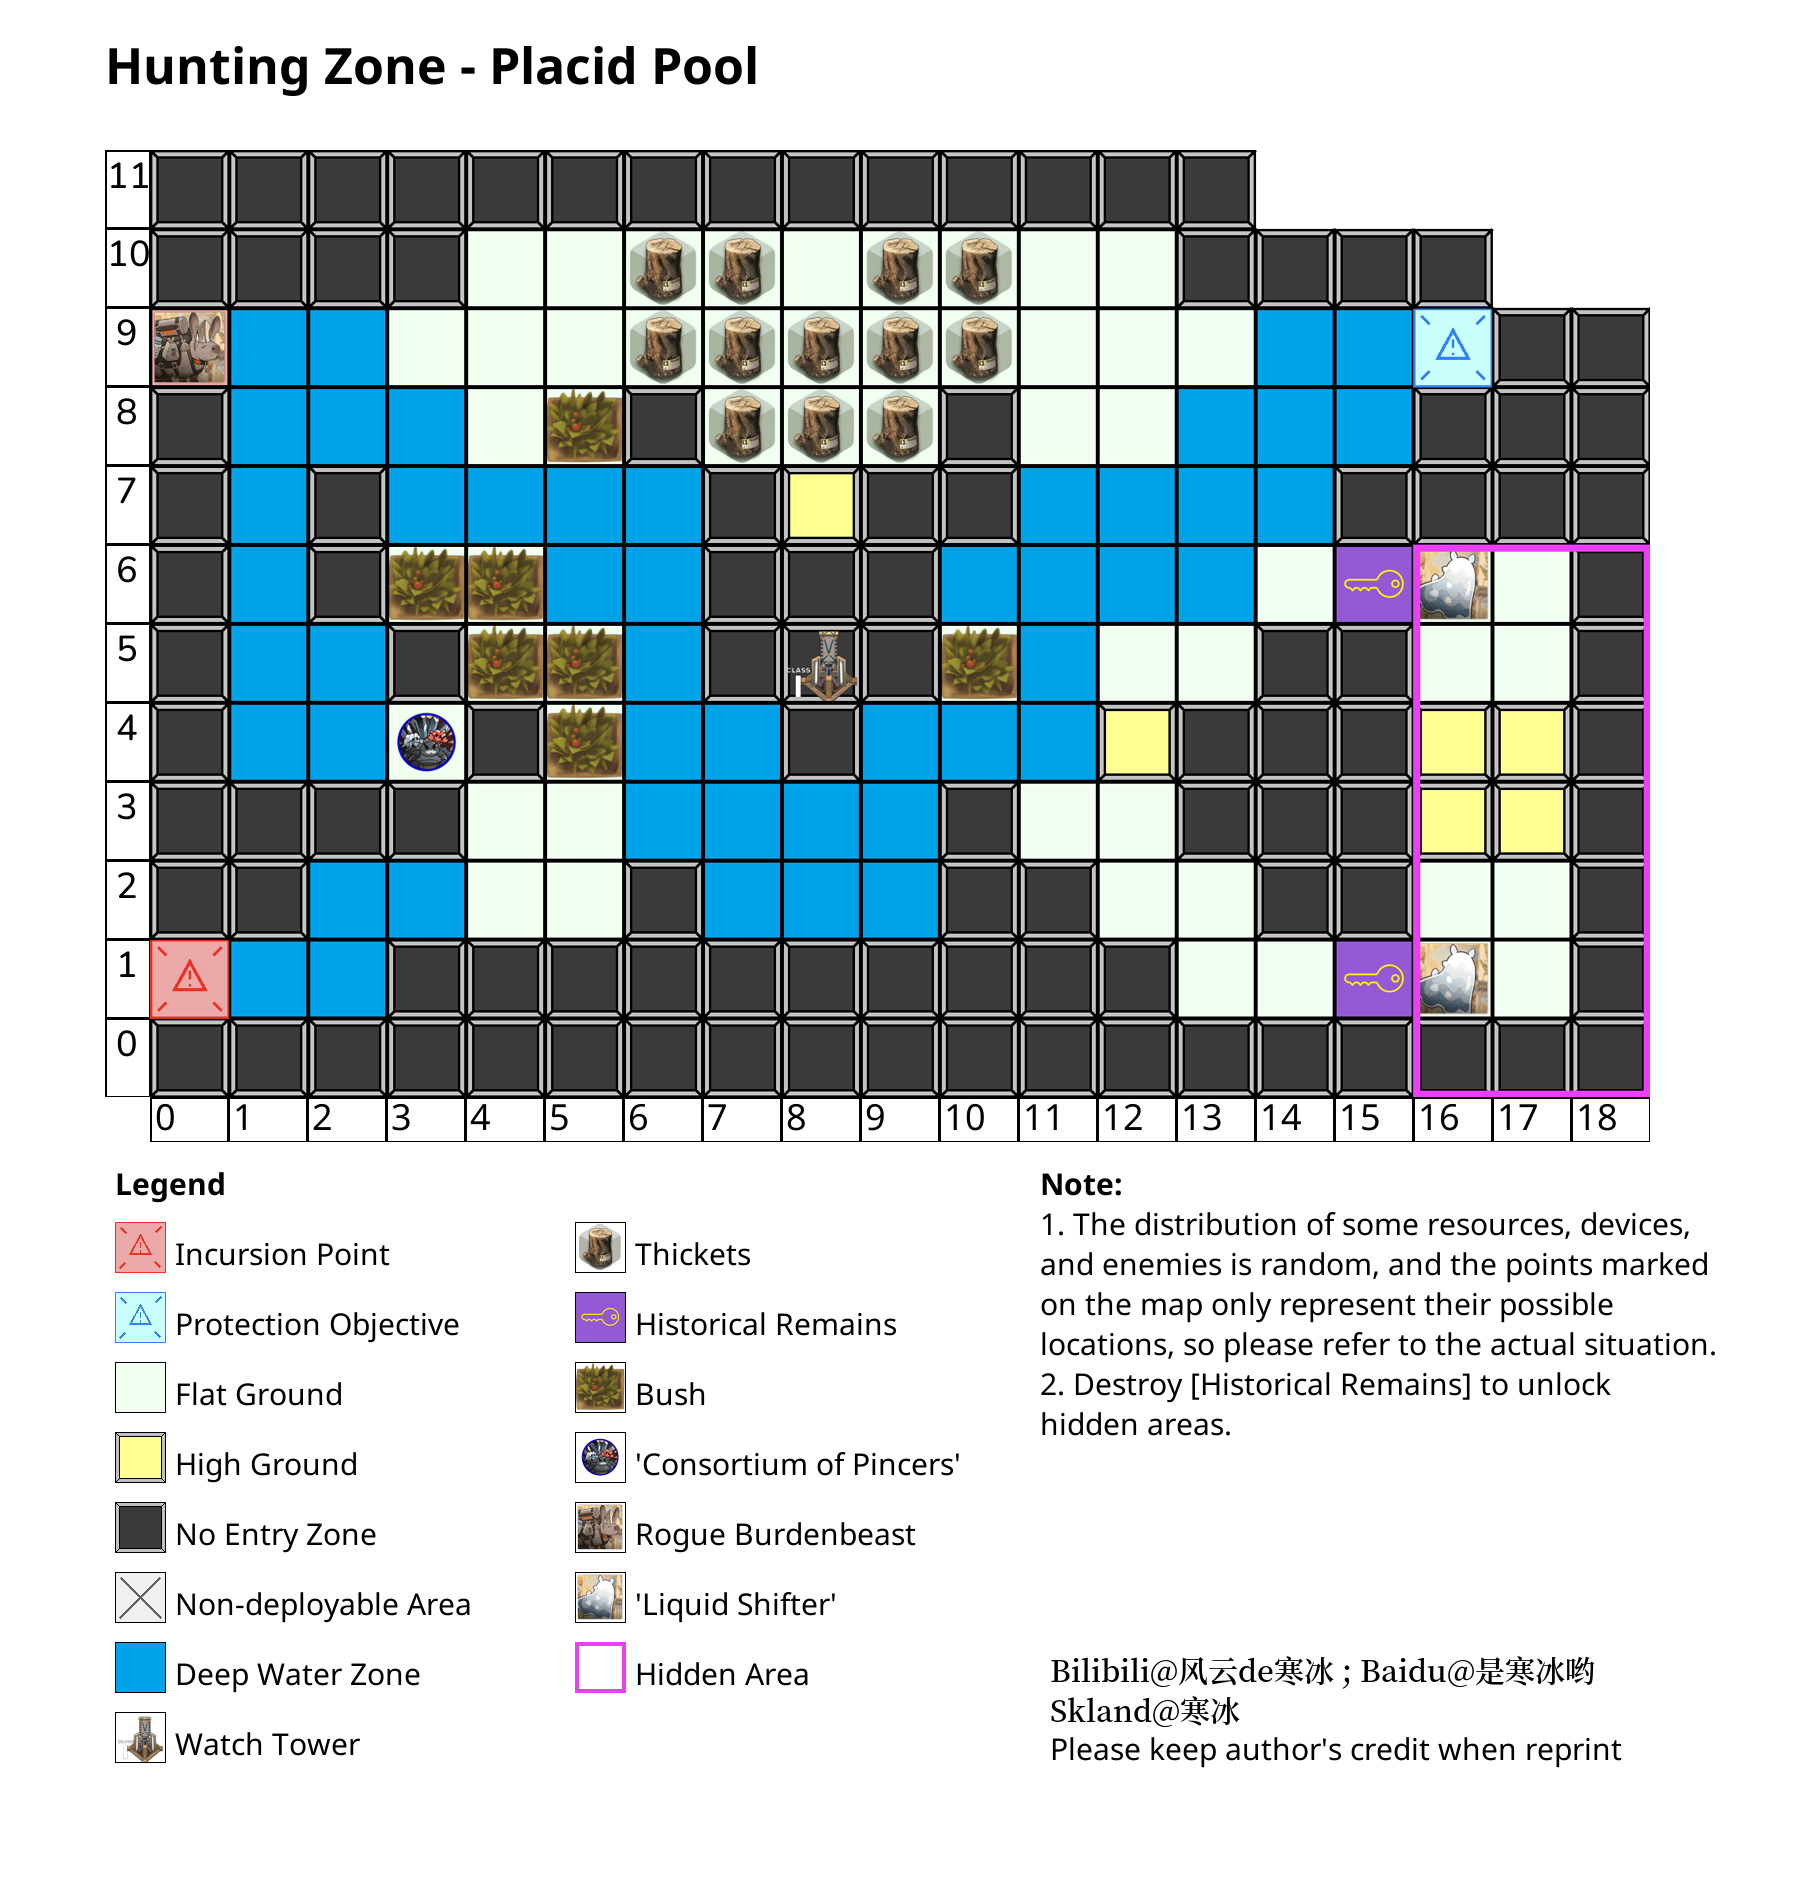 Hunting Zone - Placid Pool
11
10
9
8
7
6
5
CLASS
4
3
2
1
0
0 1 2 3 4 5 6 7 8 9 10 11 12 13 14 15 16 17 18
Legend
Incursion Point
Protection Objective
Flat Ground
High Ground
No Entry Zone
Non-deployable Area
Deep Water Zone
Watch Tower
Thickets
Historical Remains
Bush
'Consortium of Pincers'
Rogue Burdenbeast
'Liquid Shifter'
Hidden Area
Note:
1. The distribution of some resources, devices,
and enemies is random, and the points marked
on the map only represent their possible
locations, so please refer to the actual situation.
2. Destroy [Historical Remains] to unlock
hidden areas.
Bilibili@风云de寒冰 ; Baidu@是寒冰哟
Skland@寒冰
Please keep author's credit when reprint